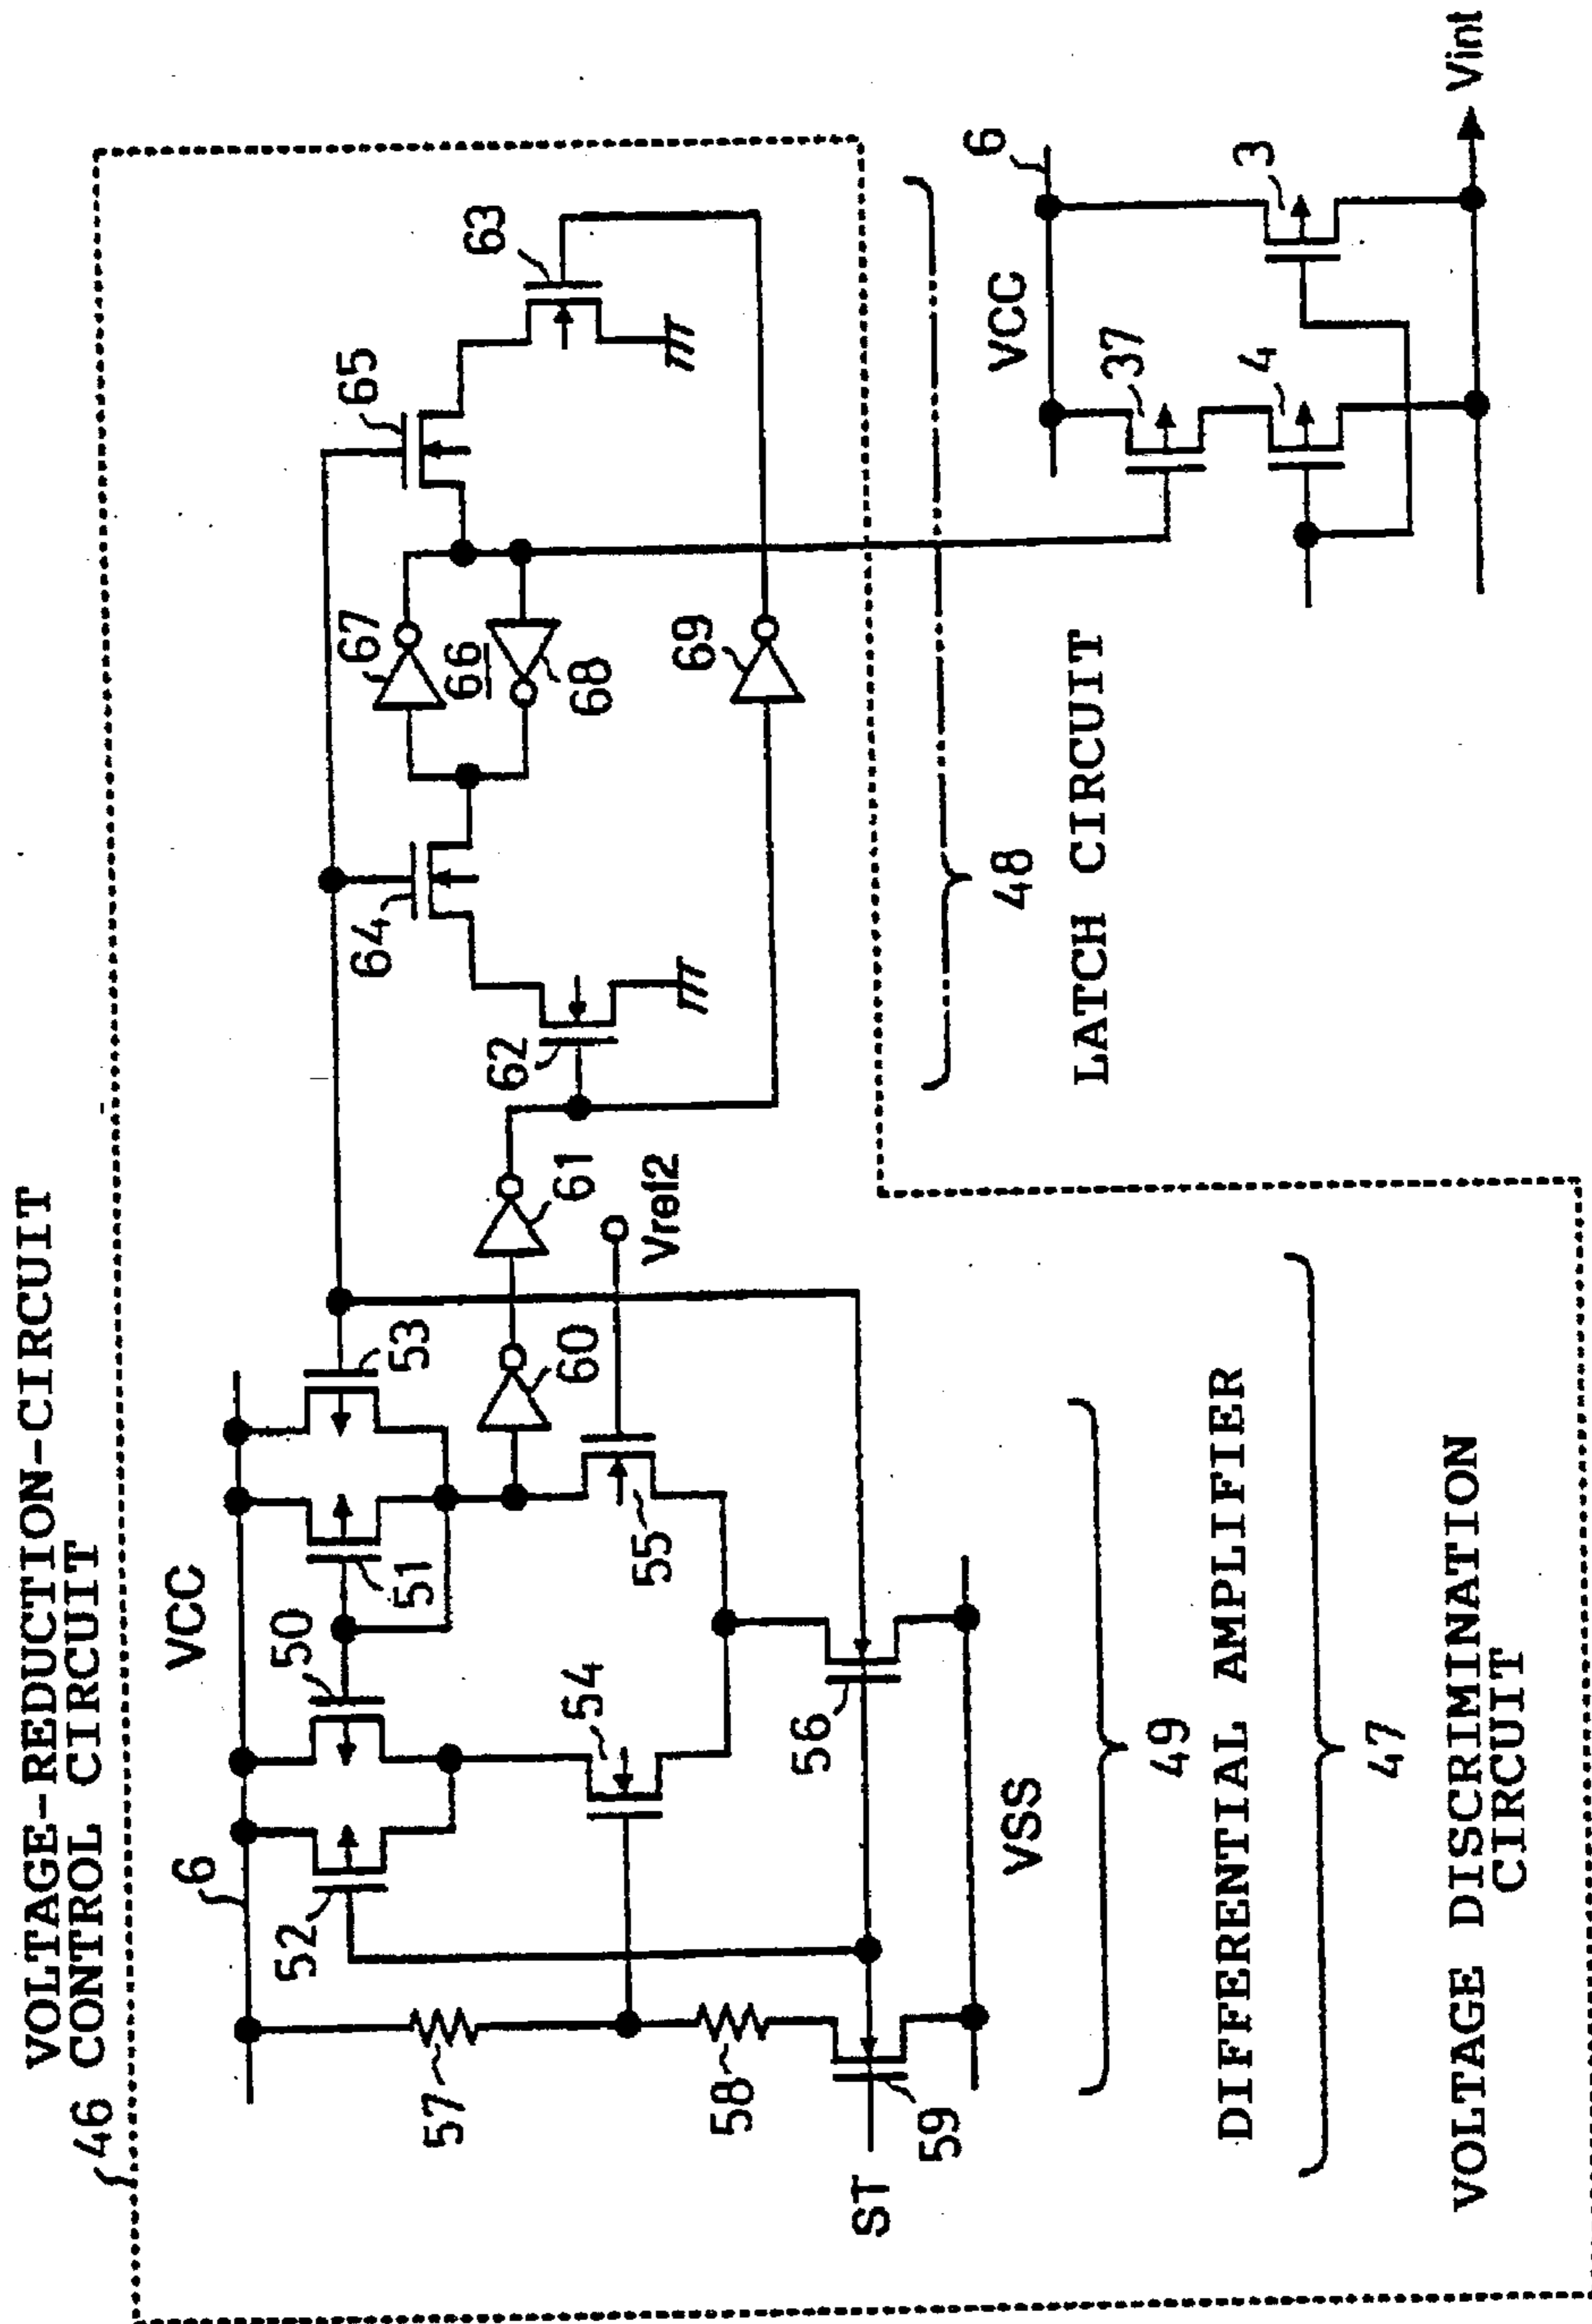 VOLTAGE-REDUCTION-CIRCUIT
46 CONTROL CIRCUIT
VCC
6
52
50
51
53
57
54
55
60
61
Vref2
58
56
ST
59
VSS
64
62
67
66
68
65
63
69
49
DIFFERENTIAL AMPLIFIER
47
VOLTAGE DISCRIMINATION
CIRCUIT
48
LATCH CIRCUIT
VCC
6
37
4
3
Vint